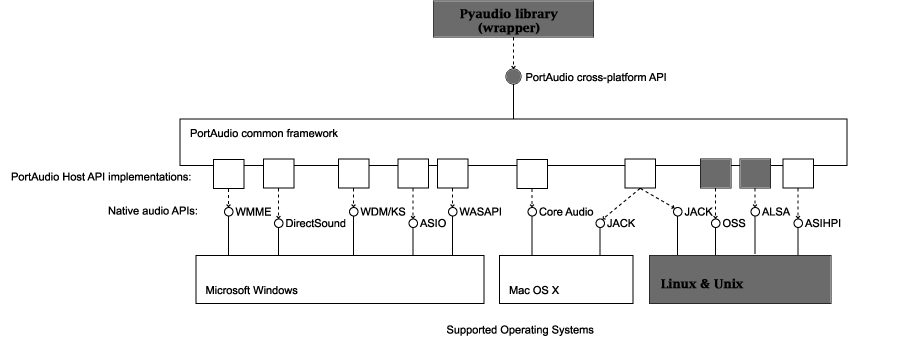 Pyaudio library
(wrapper)
PortAudio cross-platform API
PortAudio common framework
PortAudio Host API implementations:
Native audio APIs:
WMME
DirectSound
WDM/KS
ASIO
WASAPI
Core Audio
JACK
JACK
OSS
ALSA
ASIHPI
Microsoft Windows
Mac OS X
Linux & Unix
Supported Operating Systems